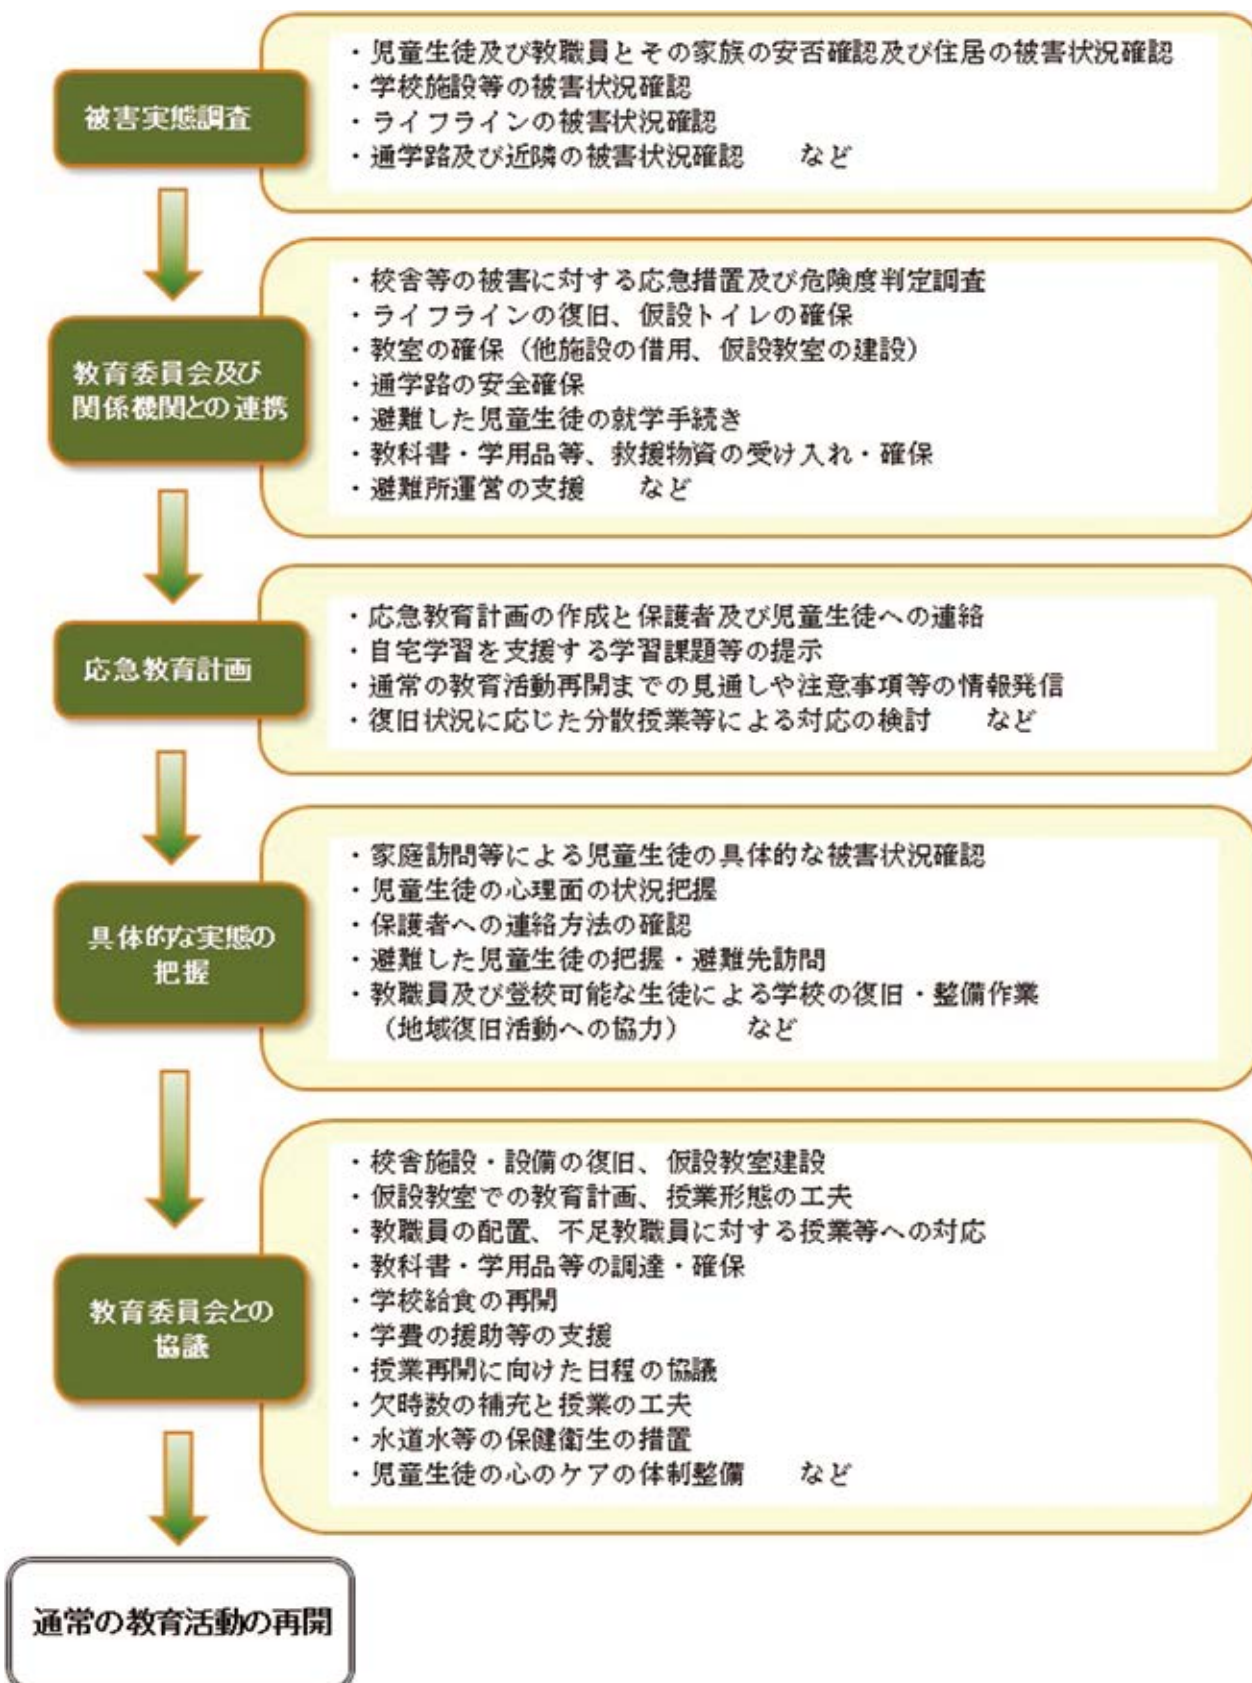 被害実態調査
・児童生徒及び教職員とその家族の安否確認及び住居の被害状況確認
・学校施設等の被害状況確認
・ライフラインの被害状況確認
・通学路及び近隣の被害状況確認　　など
教育委員会及び
関係機関との連携
・校舎等の被害に対する応急措置及び危険度判定調査
・ライフラインの復旧、仮設トイレの確保
・教室の確保（他施設の借用、仮設教室の建設）
・通学路の安全確保
・避難した児童生徒の就学手続き
・教科書・学用品等、救援物資の受け入れ・確保
・避難所運営の支援　　など
応急教育計画
・応急教育計画の作成と保護者及び児童生徒への連絡
・自宅学習を支援する学習課題等の提示
・通常の教育活動再開までの見通しや注意事項等の情報発信
・復旧状況に応じた分散授業等による対応の検討　　など
具体的な実態の
把握
・家庭訪問等による児童生徒の具体的な被害状況確認
・児童生徒の心理面の状況把握
・保護者への連絡方法の確認
・避難した児童生徒の把握・避難先訪問
・教職員及び登校可能な生徒による学校の復旧・整備作業
（地域復旧活動への協力）　　など
教育委員会との
協議
・校舎施設・設備の復旧、仮設教室建設
・仮設教室での教育計画、授業形態の工夫
・教職員の配置、不足教職員に対する授業等への対応
・教科書・学用品等の調達・確保
・学校給食の再開
・学費の援助等の支援
・授業再開に向けた日程の協議
・欠時数の補充と授業の工夫
・水道水等の保健衛生の措置
・児童生徒の心のケアの体制整備　　など
通常の教育活動の再開